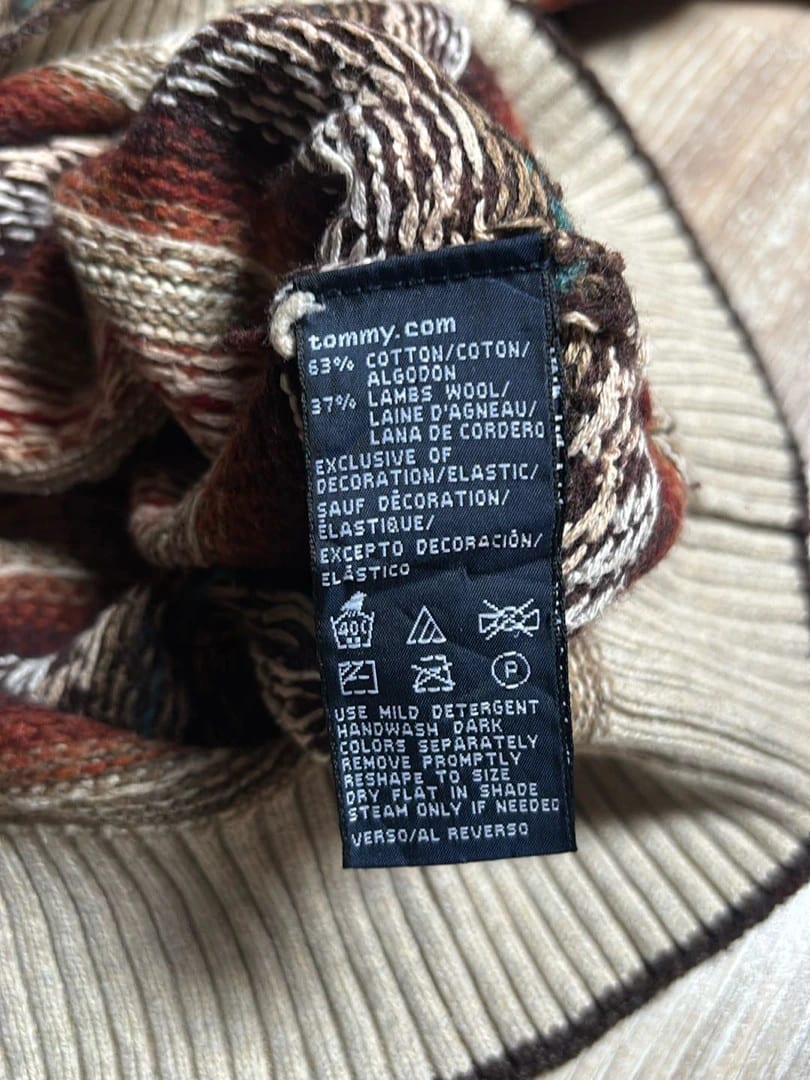 tommy.com
63% COTTON/COTON/
ALGODON
37% LAMBS WOOL/
LAINE D'AGNEAU/
LANA DE CORDERO
EXCLUSIVE OF
DECORATION/ELASTIC/
SAUF DÉCORATION/
ÉLASTIQUE/
EXCEPTO DECORACIÓN/
ELÁSTICO
40
P
USE MILD DETERGENT
HANDWASH DARK
COLORS SEPARATELY
REMOVE PROMPTLY
RESHAPE TO SIZE
DRY FLAT IN SHADE
STEAM ONLY IF NEEDED
VERSO/AL REVERSO